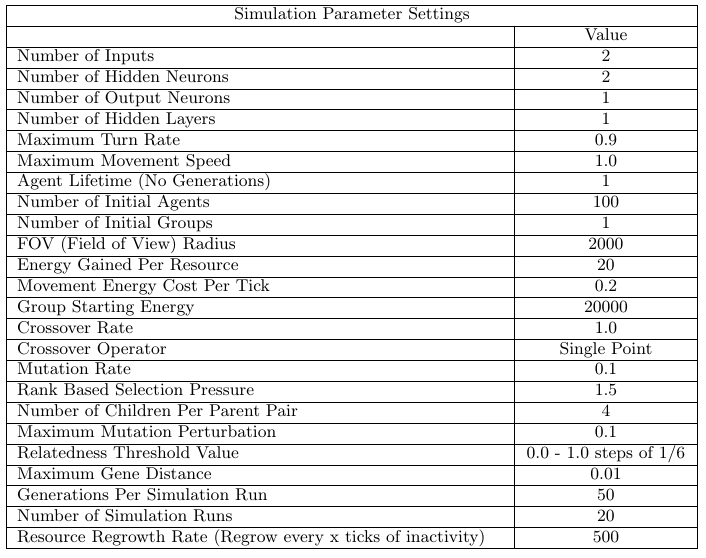 Simulation Parameter Settings
Value
Number of Inputs 2
Number of Hidden Neurons 2
Number of Output Neurons 1
Number of Hidden Layers 1
Maximum Turn Rate 0.9
Maximum Movement Speed 1.0
Agent Lifetime (No Generations) 1
Number of Initial Agents 100
Number of Initial Groups 1
FOV (Field of View) Radius 2000
Energy Gained Per Resource 20
Movement Energy Cost Per Tick 0.2
Group Starting Energy 20000
Crossover Rate 1.0
Crossover Operator Single Point
Mutation Rate 0.1
Rank Based Selection Pressure 1.5
Number of Children Per Parent Pair 4
Maximum Mutation Perturbation 0.1
Relatedness Threshold Value 0.0 - 1.0 steps of 1/6
Maximum Gene Distance 0.01
Generations Per Simulation Run 50
Number of Simulation Runs 20
Resource Regrowth Rate (Regrow every x ticks of inactivity) 500